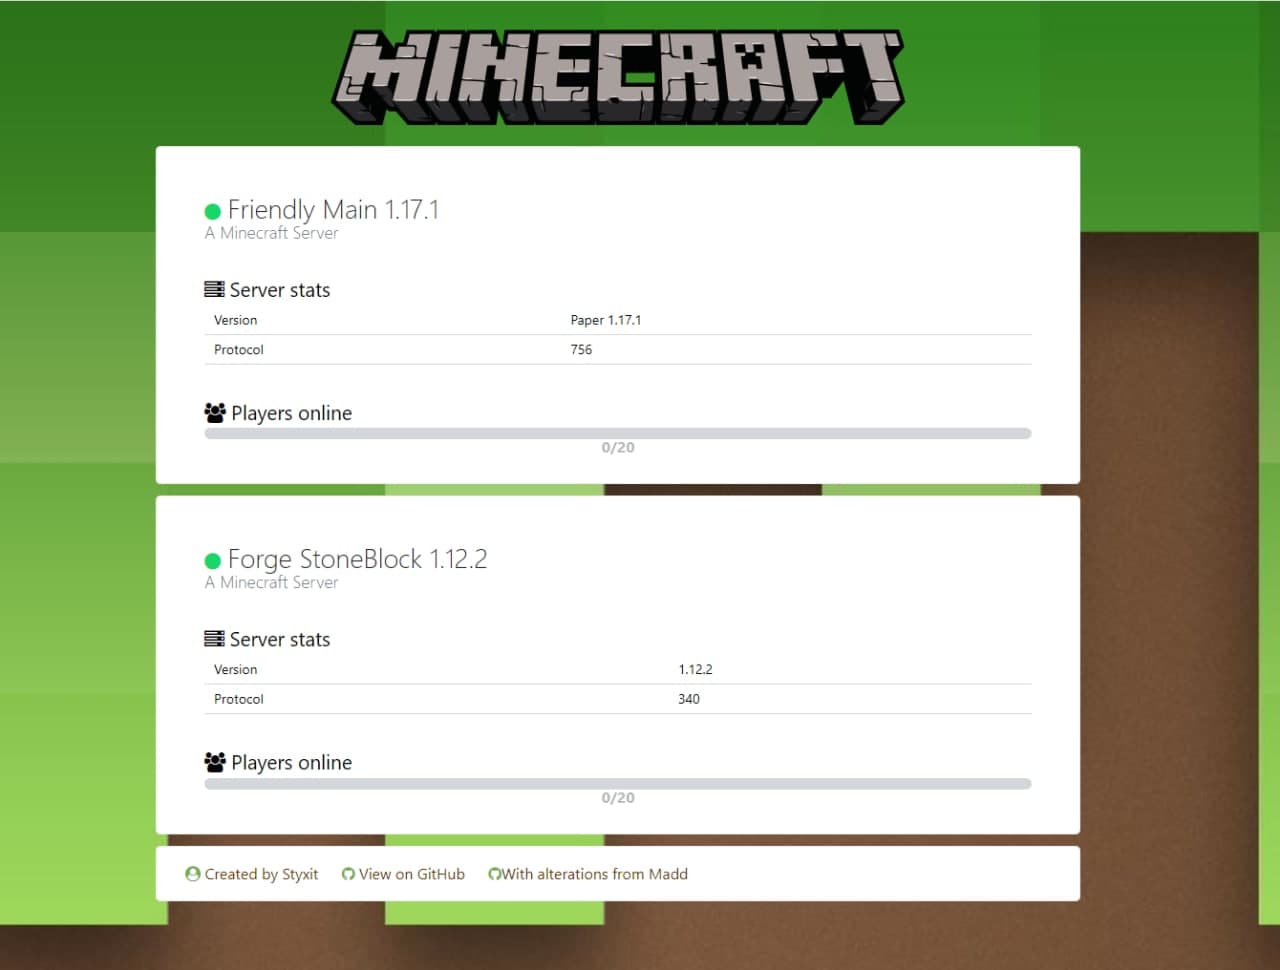 MINECRAFT
Friendly Main 1.17.1
A Minecraft Server
Server stats
Version Paper 1.17.1
Protocol 756
Players online
0/20
Forge StoneBlock 1.12.2
A Minecraft Server
Server stats
Version 1.12.2
Protocol 340
Players online
0/20
Created by Styxit View on GitHub With alterations from Madd